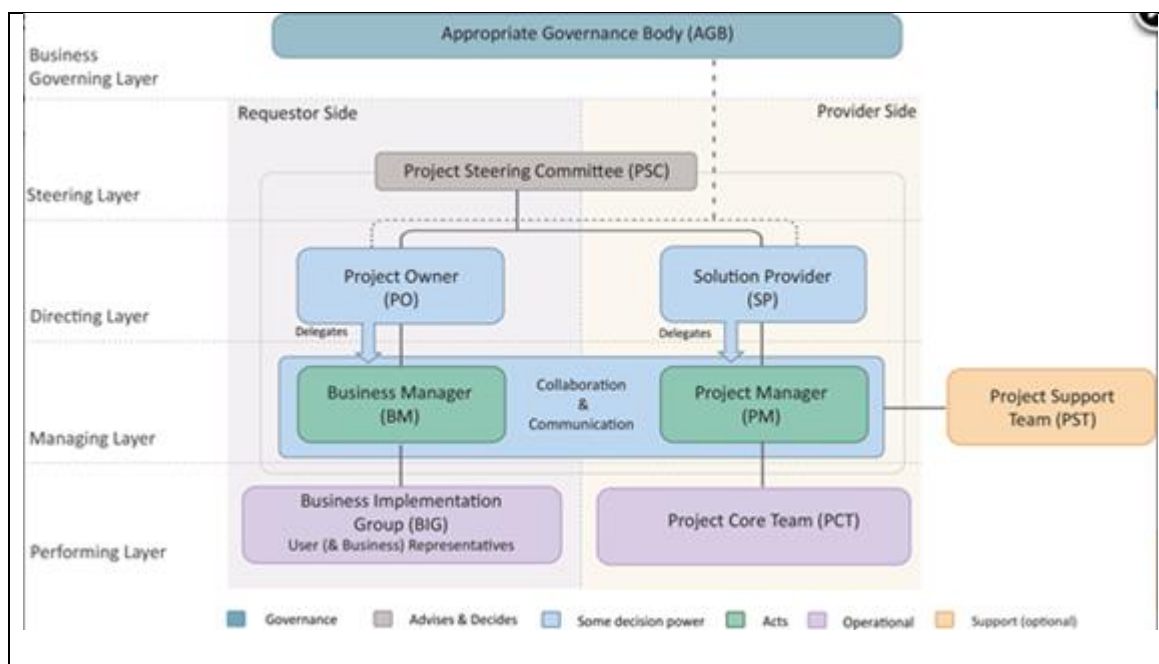 Appropriate Governance Body (AGB)
Business
Governing Layer
Requestor Side
Provider Side
Project Steering Committee (PSC)
Steering Layer
Project Owner
(PO)
Solution Provider
(SP)
Directing Layer
Delegates
Delegates
Business Manager
(BM)
Collaboration
&
Communication
Project Manager
(PM)
Project Support
Team (PST)
Managing Layer
Business Implementation
Group (BIG)
User (& Business) Representatives
Project Core Team (PCT)
Performing Layer
Governance
Advises & Decides
Some decision power
Acts
Operational
Support (optional)